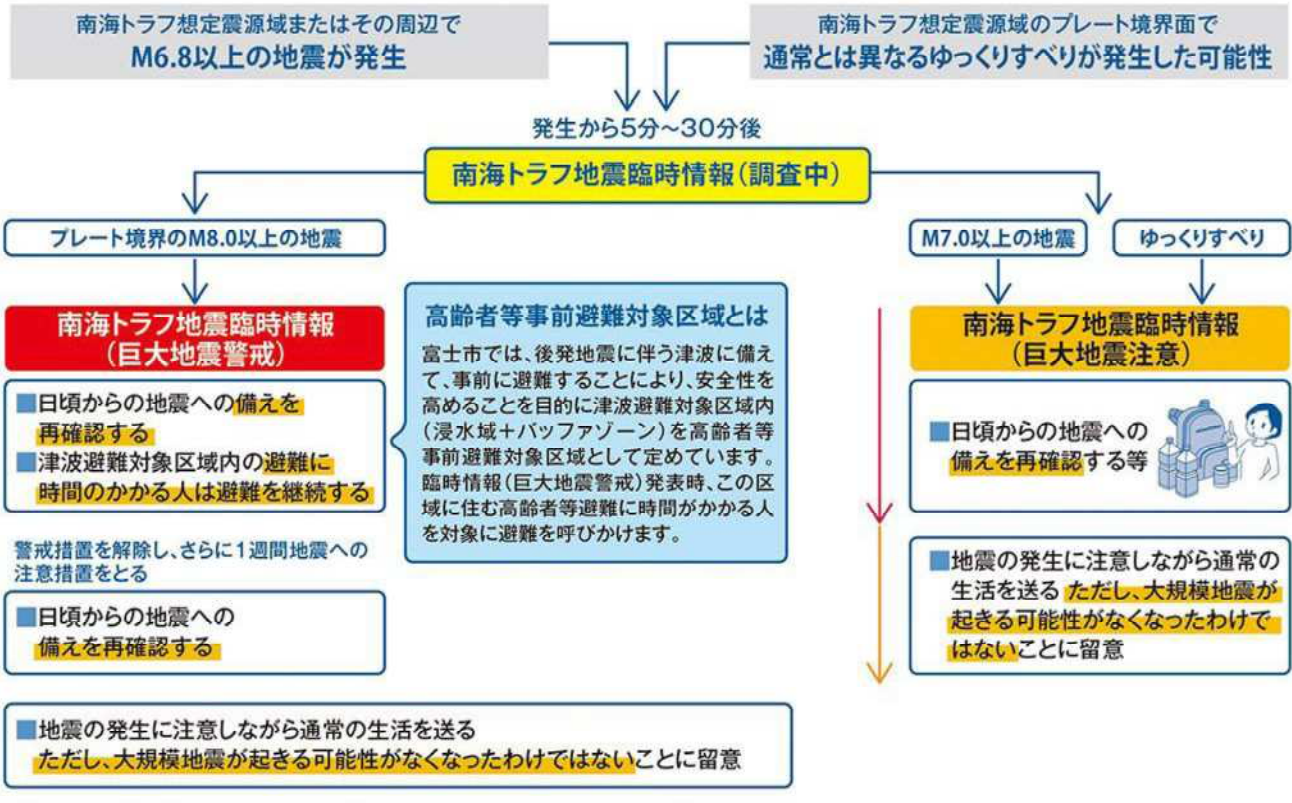 南海トラフ想定震源域またはその周辺で
M6.8以上の地震が発生
南海トラフ想定震源域のプレート境界面で
通常とは異なるゆっくりすべりが発生した可能性
発生から5分～30分後
南海トラフ地震臨時情報(調査中)
プレート境界のM8.0以上の地震
M7.0以上の地震
ゆっくりすべり
南海トラフ地震臨時情報
(巨大地震警戒)
■日頃からの地震への備えを
再確認する
■津波避難対象区域内の避難に
時間のかかる人は避難を継続する
高齢者等事前避難対象区域とは
富士市では、後発地震に伴う津波に備え
て、事前に避難することにより、安全性を
高めることを目的に津波避難対象区域内
(浸水域+バッファゾーン)を高齢者等
事前避難対象区域として定めています。
臨時情報(巨大地震警戒)発表時、この区
域に住む高齢者等避難に時間がかかる人
を対象に避難を呼びかけます。
南海トラフ地震臨時情報
(巨大地震注意)
■日頃からの地震への
備えを再確認する等
警戒措置を解除し、さらに1週間地震への
注意措置をとる
■日頃からの地震への
備えを再確認する
■地震の発生に注意しながら通常の
生活を送る ただし、大規模地震が
起きる可能性がなくなったわけで
はないことに留意
■地震の発生に注意しながら通常の生活を送る
ただし、大規模地震が起きる可能性がなくなったわけではないことに留意